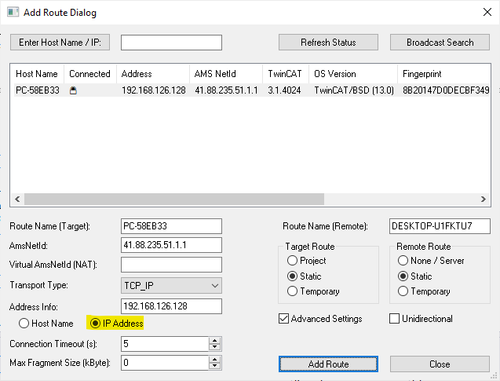 Add Route Dialog
Enter Host Name / IP:
Refresh Status
Broadcast Search
Host Name Connected Address AMS NetId TwinCAT OS Version Fingerprint
PC-58EB33 192.168.126.128 41.88.235.51.1.1 3.1.4024 TwinCAT/BSD (13.0) 8B20147D0DECBF349
Route Name (Target): PC-58EB33 Route Name (Remote): DESKTOP-U1FKTU7
AmsNetId: 41.88.235.51.1.1
Virtual AmsNetId (NAT):
Transport Type: TCP_IP
Address Info: 192.168.126.128
Host Name IP Address
Connection Timeout (s): 5
Max Fragment Size (kByte): 0
Target Route
Project
Static
Temporary
Remote Route
None / Server
Static
Temporary
Advanced Settings Unidirectional
Add Route Close